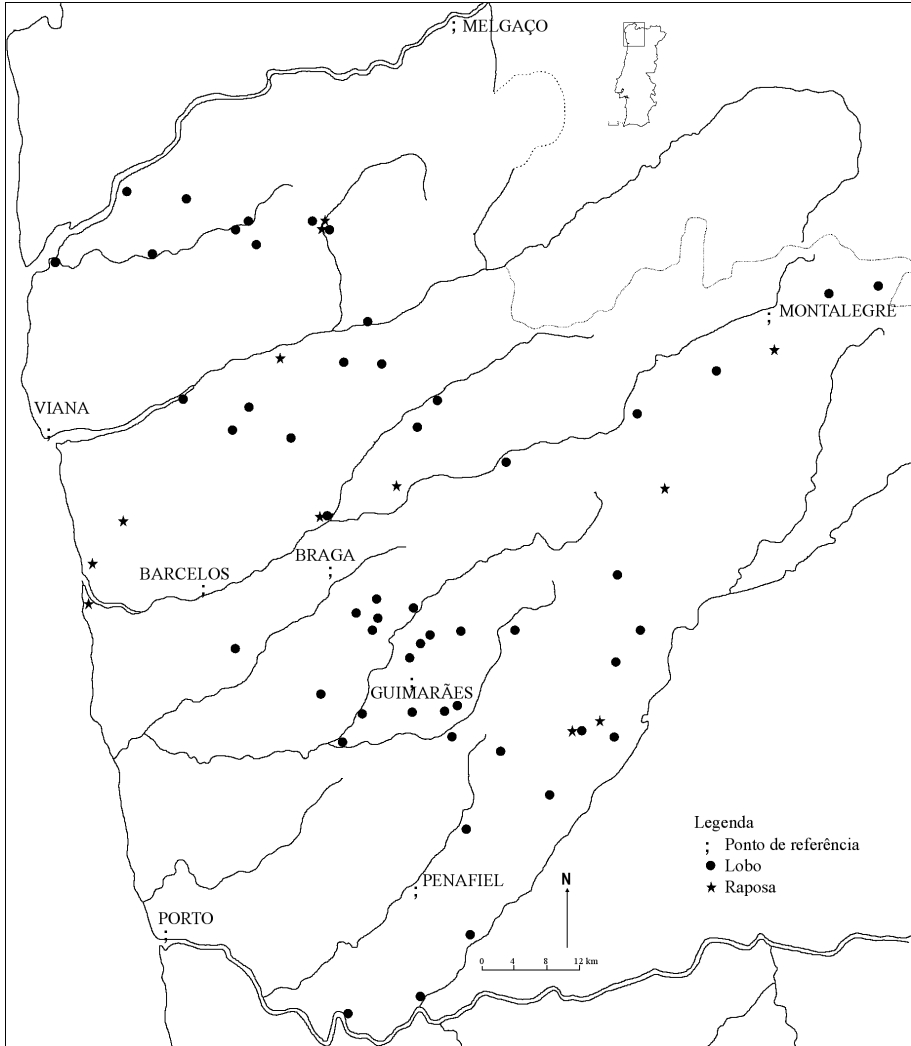 ; MELGAÇO
MONTALEGRE
;
VIANA
;
BRAGA
;
BARCELOS
;
;
GUIMARÃES
Legenda
; Ponto de referência
Lobo
Raposa
PENAFIEL
;
N
PORTO
;
0 4 8 12 km